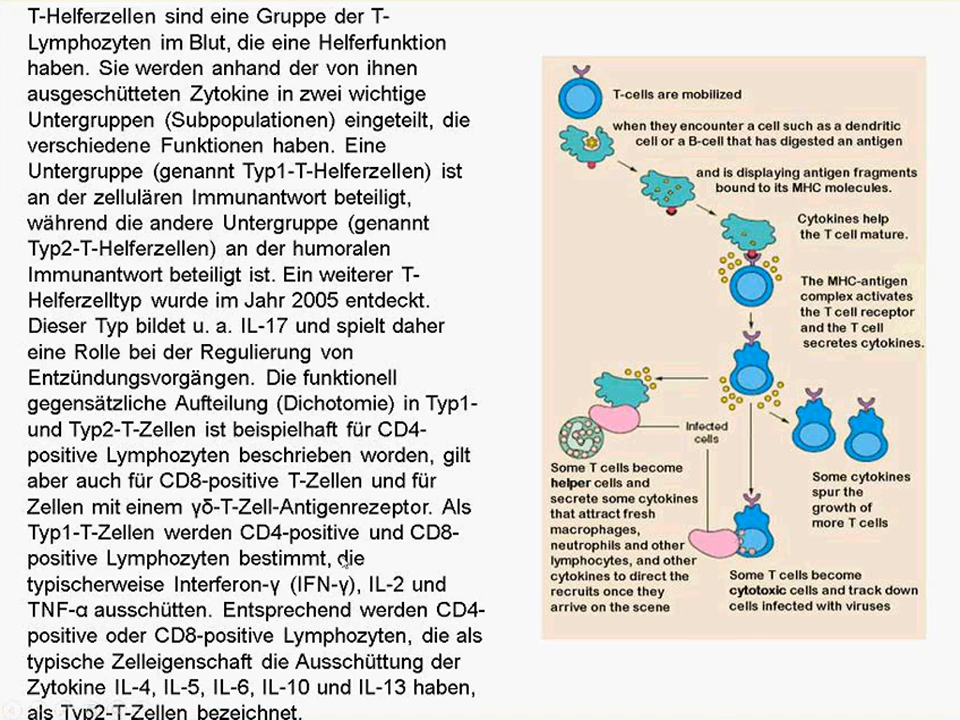 T-Helferzellen sind eine Gruppe der T-
Lymphozyten im Blut, die eine Helferfunktion
haben. Sie werden anhand der von ihnen
ausgeschütteten Zytokine in zwei wichtige
Untergruppen (Subpopulationen) eingeteilt, die
verschiedene Funktionen haben. Eine
Untergruppe (genannt Typ1-T-Helferzellen) ist
an der zellulären Immunantwort beteiligt,
während die andere Untergruppe (genannt
Typ2-T-Helferzellen) an der humoralen
Immunantwort beteiligt ist. Ein weiterer T-
Helferzelltyp wurde im Jahr 2005 entdeckt.
Dieser Typ bildet u. a. IL-17 und spielt daher
eine Rolle bei der Regulierung von
Entzündungsvorgängen. Die funktionell
gegensätzliche Aufteilung (Dichotomie) in Typ1-
und Typ2-T-Zellen ist beispielhaft für CD4-
positive Lymphozyten beschrieben worden, gilt
aber auch für CD8-positive T-Zellen und für
Zellen mit einem γδ-T-Zell-Antigenrezeptor. Als
Typ1-T-Zellen werden CD4-positive und CD8-
positive Lymphozyten bestimmt, die
typischerweise Interferon-γ (IFN-γ), IL-2 und
TNF-α ausschütten. Entsprechend werden CD4-
positive oder CD8-positive Lymphozyten, die als
typische Zelleigenschaft die Ausschüttung der
Zytokine IL-4, IL-5, IL-6, IL-10 und IL-13 haben,
als Typ2-T-Zellen bezeichnet.
T-cells are mobilized
when they encounter a cell such as a dendritic
cell or a B-cell that has digested an antigen
and is displaying antigen fragments
bound to its MHC molecules.
Cytokines help
the T cell mature.
The MHC-antigen
complex activates
the T cell receptor
and the T cell
secretes cytokines.
Infected
cells
Some T cells become
helper cells and
secrete some cytokines
that attract fresh
macrophages,
neutrophils and other
lymphocytes, and other
cytokines to direct the
recruits once they
arrive on the scene
Some cytokines
spur the
growth of
more T cells
Some T cells become
cytotoxic cells and track down
cells infected with viruses